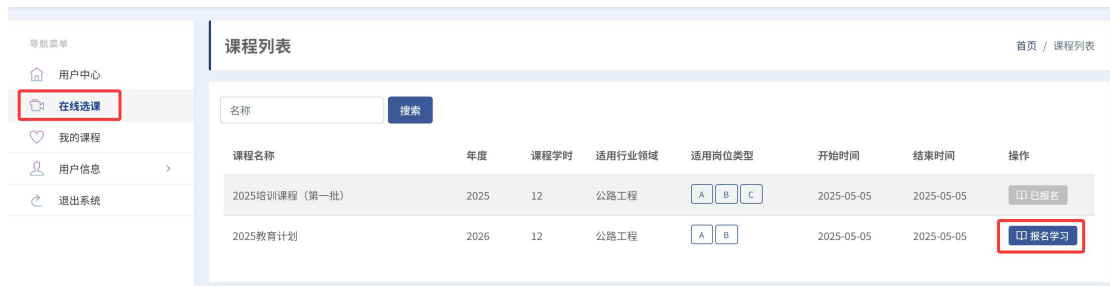 导航菜单
用户中心
在线选课
我的课程
用户信息
退出系统
课程列表
首页 / 课程列表
名称 搜索
课程名称 年度 课程学时 适用行业领域 适用岗位类型 开始时间 结束时间 操作
2025培训课程（第一批） 2025 12 公路工程 A B C 2025-05-05 2025-05-05 已报名
2025教育计划 2026 12 公路工程 A B 2025-05-05 2025-05-05 报名学习